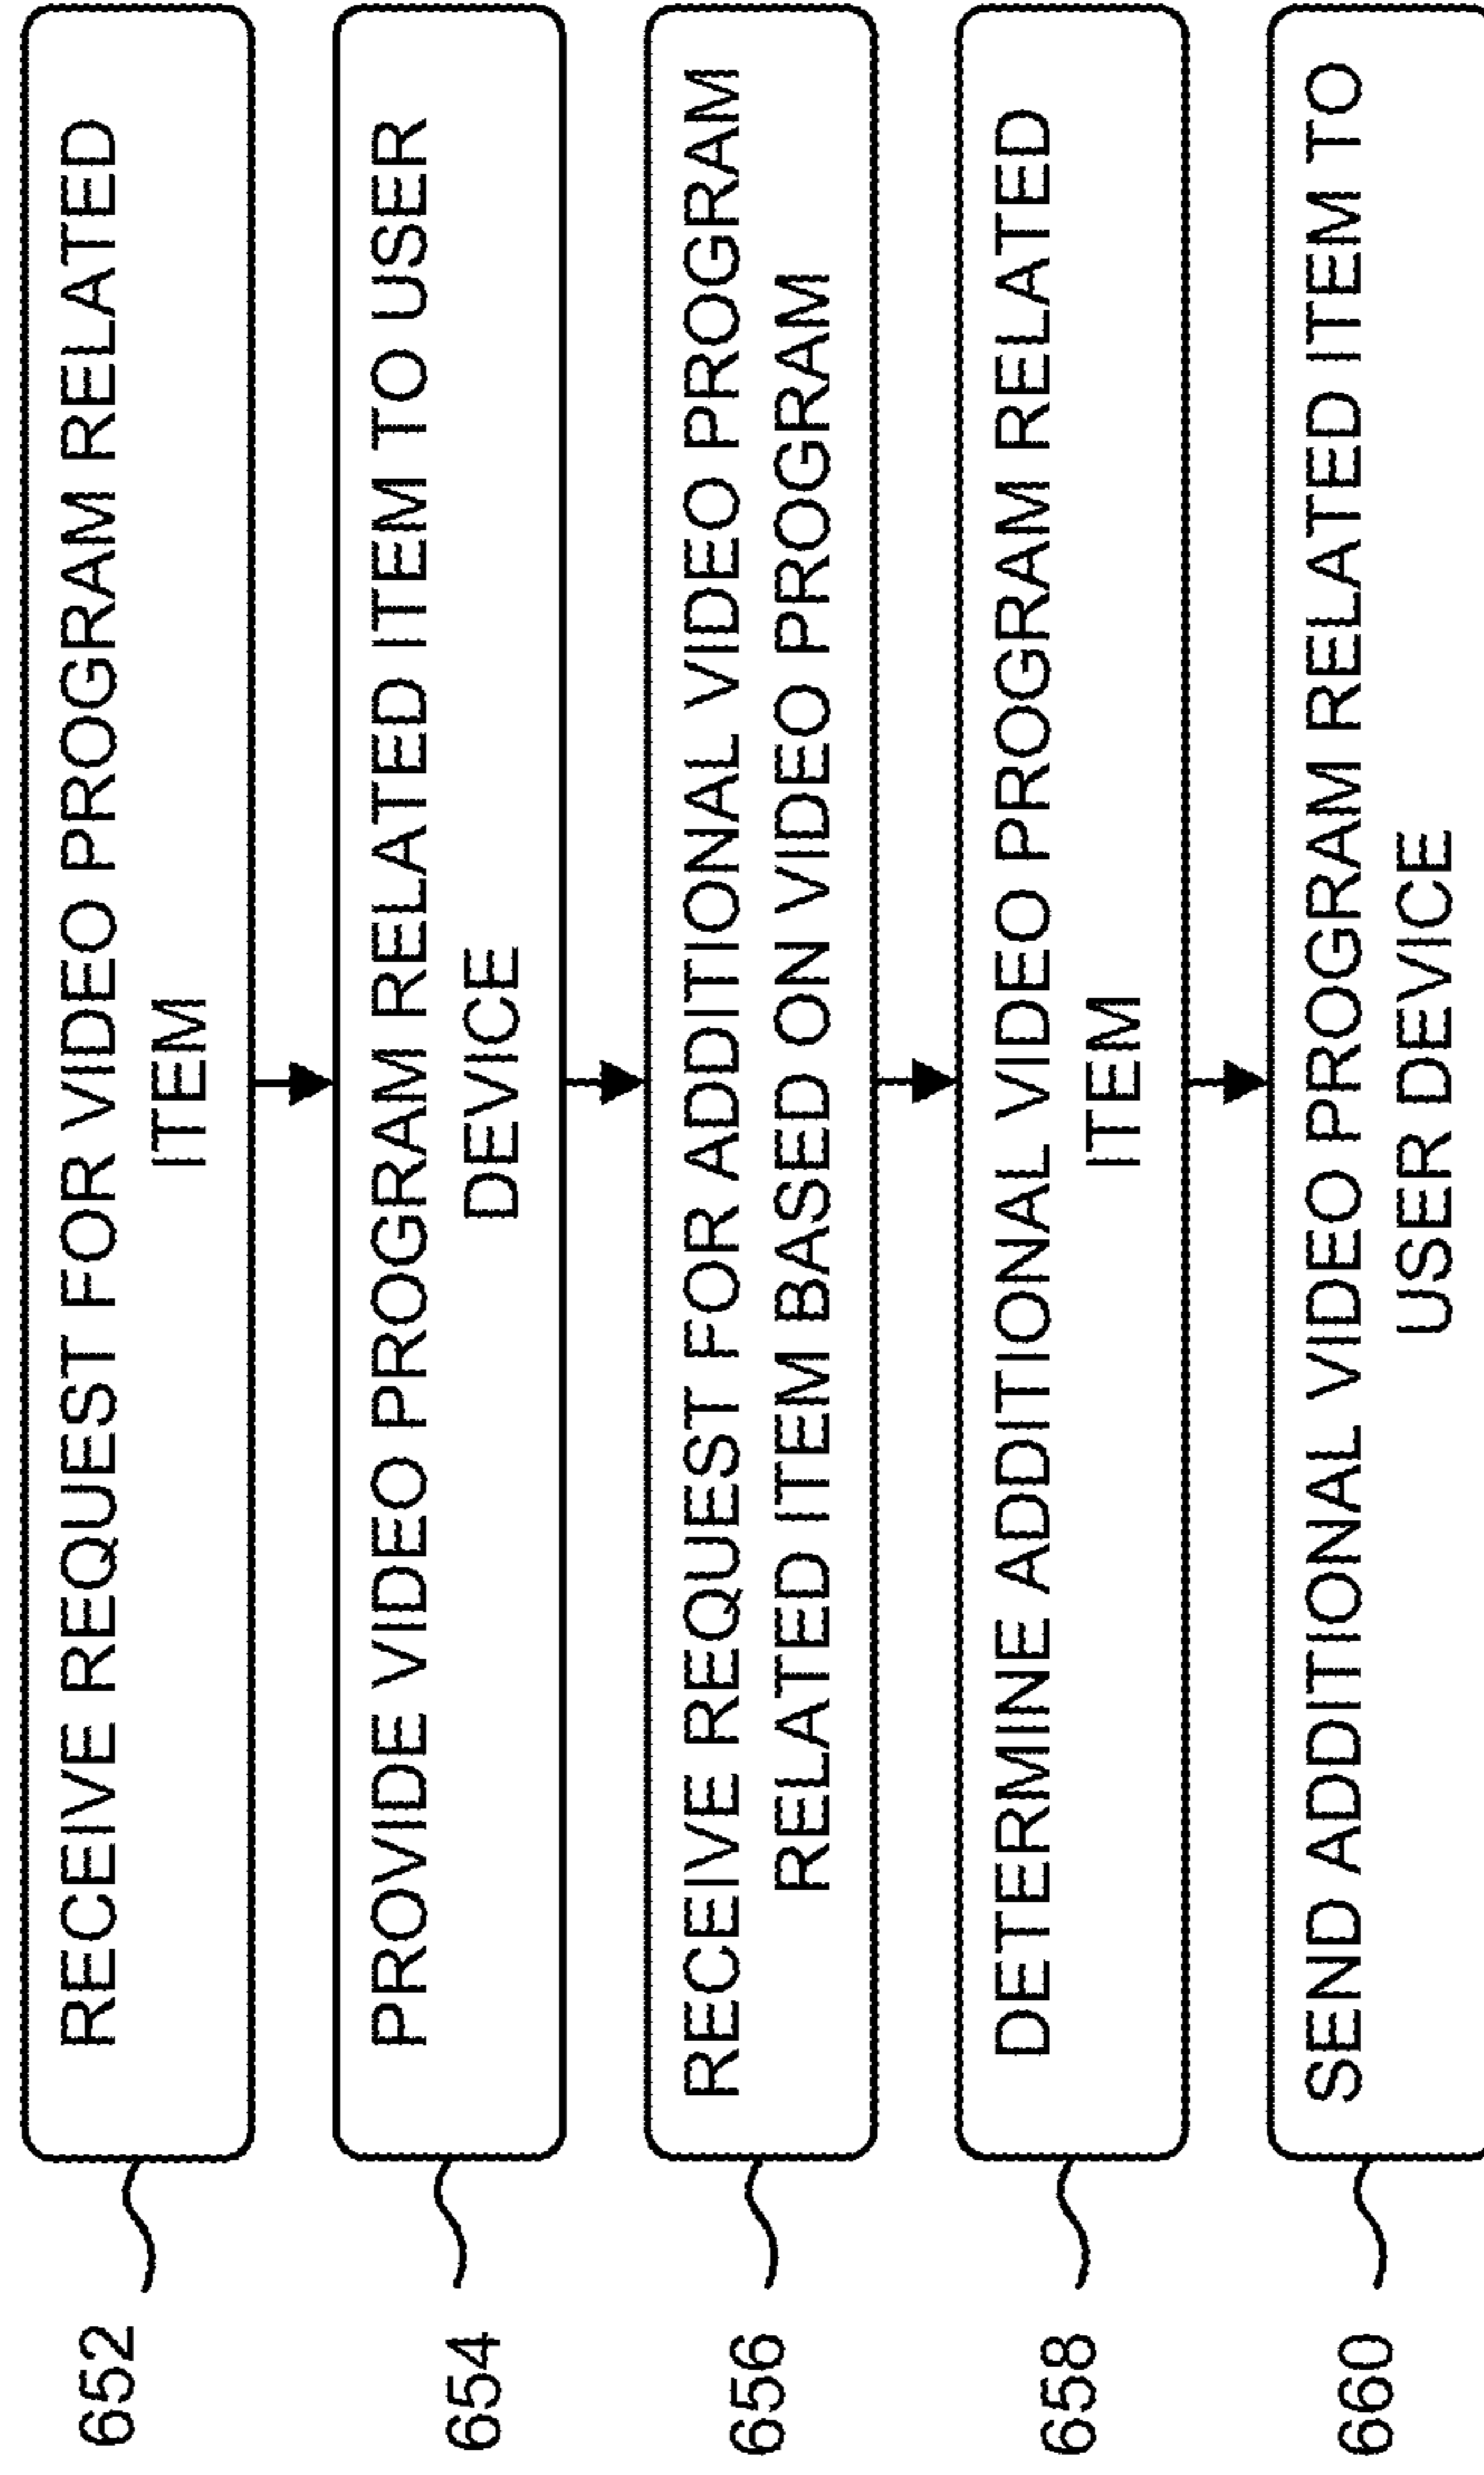 652
RECEIVE REQUEST FOR VIDEO PROGRAM RELATED
ITEM
654
PROVIDE VIDEO PROGRAM RELATED ITEM TO USER
DEVICE
656
RECEIVE REQUEST FOR ADDITIONAL VIDEO PROGRAM
RELATED ITEM BASED ON VIDEO PROGRAM
658
DETERMINE ADDITIONAL VIDEO PROGRAM RELATED
ITEM
660
SEND ADDITIONAL VIDEO PROGRAM RELATED ITEM TO
USER DEVICE